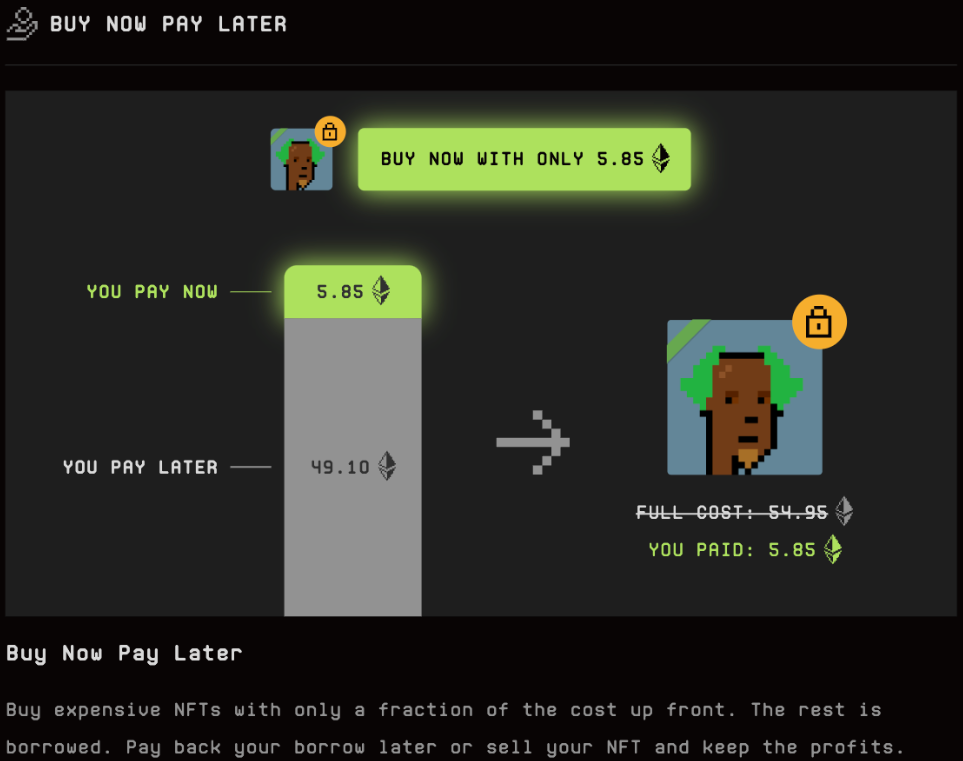 BUY NOW PAY LATER
BUY NOW WITH ONLY 5.85
YOU PAY NOW
5.85
YOU PAY LATER
49.10
FULL COST: 54.95
YOU PAID: 5.85
Buy Now Pay Later
Buy expensive NFTs with only a fraction of the cost up front. The rest is
borrowed. Pay back your borrow later or sell your NFT and keep the profits.